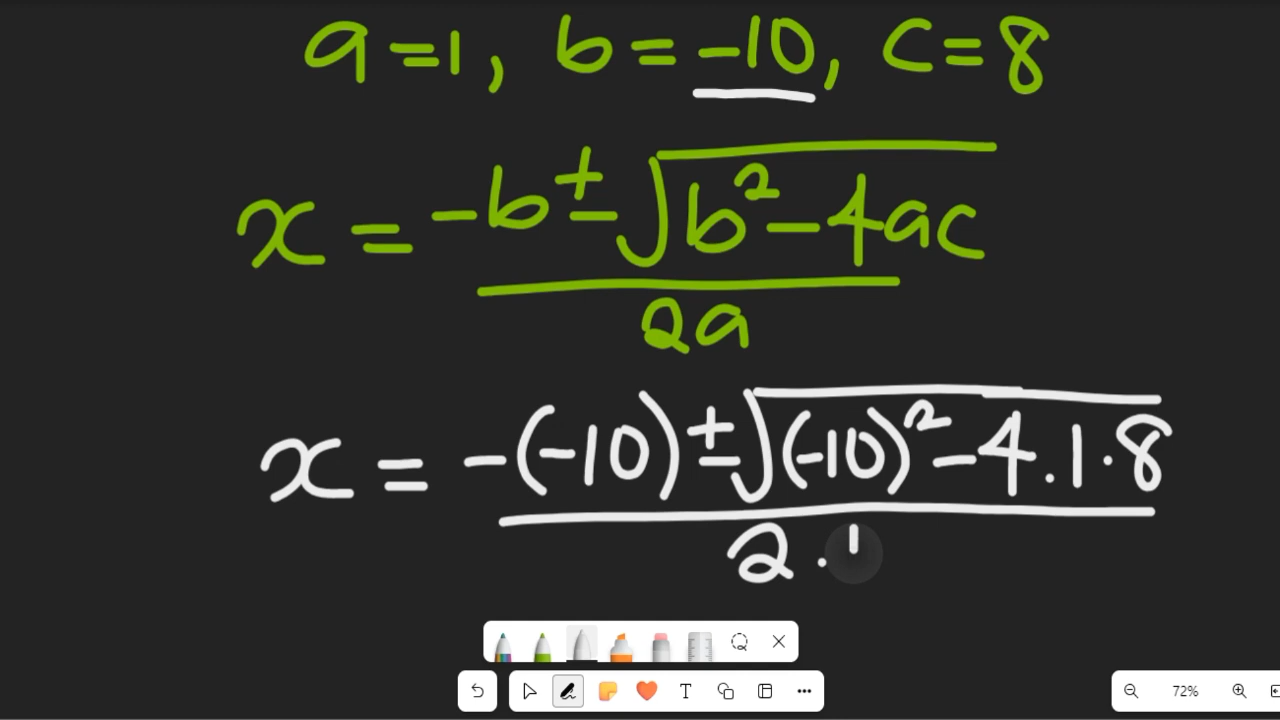 a=1, b=-10, c=8
x = -b±√b²-4ac
2a
x = -(-10)±√(-10)²-4.1.8
2.1
T
72%